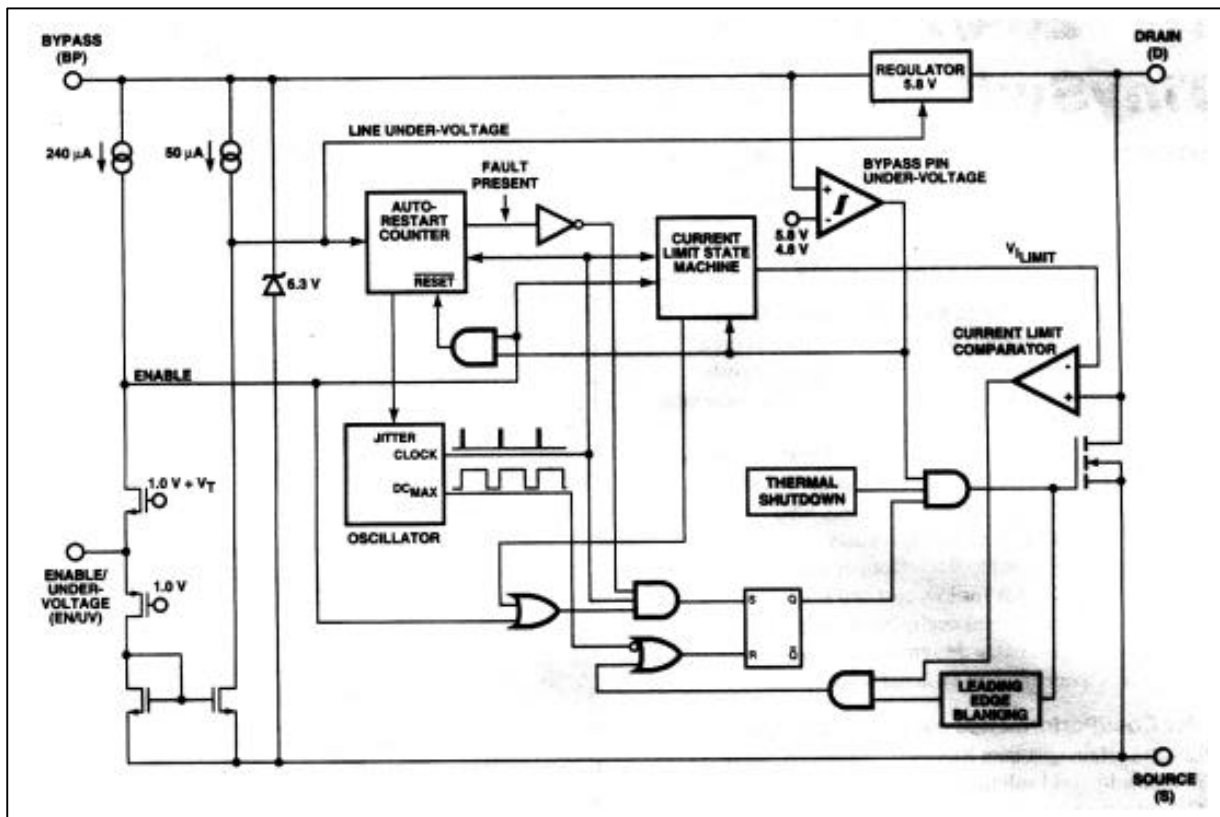 BYPASS
(BP)
DRAIN
(D)
REGULATOR
5.8 V
LINE UNDER-VOLTAGE
240 µA
50 µA
FAULT
PRESENT
BYPASS PIN
UNDER-VOLTAGE
+
-
5.8 V
4.8 V
AUTO-
RESTART
COUNTER
RESET
CURRENT
LIMIT STATE
MACHINE
VI LIMIT
6.3 V
CURRENT LIMIT
COMPARATOR
-
+
ENABLE
JITTER
CLOCK
DCMAX
OSCILLATOR
1.0 V + VT
THERMAL
SHUTDOWN
ENABLE/
UNDER-
VOLTAGE
(EN/UV)
1.0 V
S
Q
R
Q̅
LEADING
EDGE
BLANKING
SOURCE
(S)